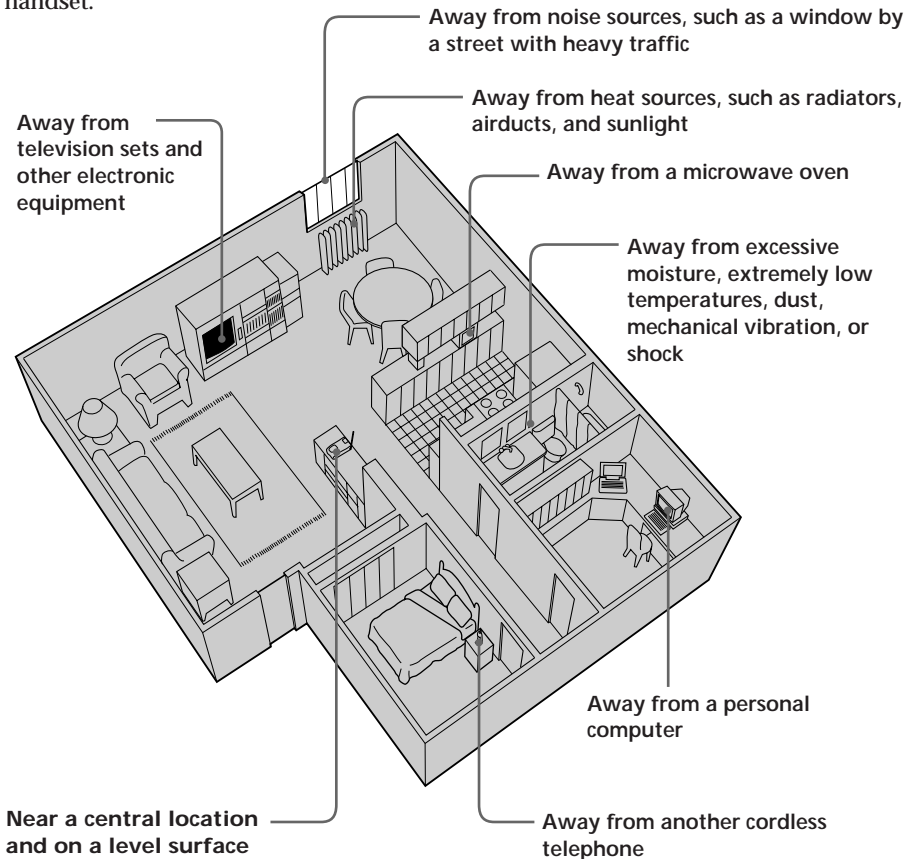 handset.
Away from noise sources, such as a window by
a street with heavy traffic
Away from heat sources, such as radiators,
airducts, and sunlight
Away from
television sets and
other electronic
equipment
Away from a microwave oven
Away from excessive
moisture, extremely low
temperatures, dust,
mechanical vibration, or
shock
Away from a personal
computer
Near a central location
and on a level surface
Away from another cordless
telephone